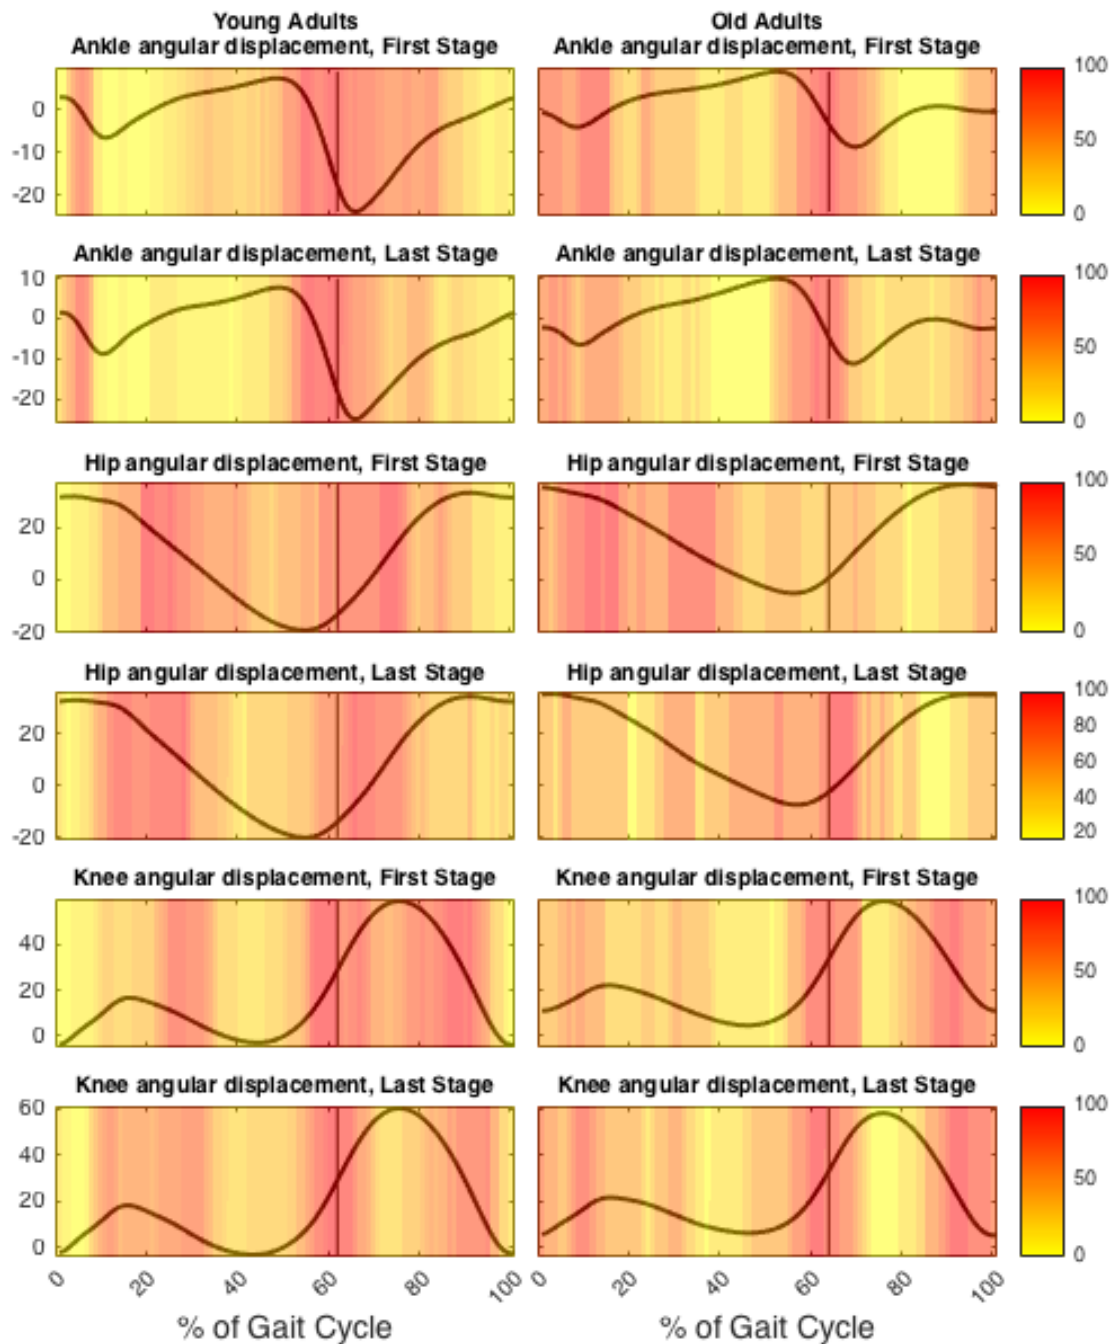 Young Adults
Ankle angular displacement, First Stage
Old Adults
Ankle angular displacement, First Stage
0
-10
-20
100
50
0
Ankle angular displacement, Last Stage
Ankle angular displacement, Last Stage
10
0
-10
-20
100
50
0
Hip angular displacement, First Stage
Hip angular displacement, First Stage
20
0
-20
100
50
0
Hip angular displacement, Last Stage
Hip angular displacement, Last Stage
20
0
-20
100
80
60
40
20
Knee angular displacement, First Stage
Knee angular displacement, First Stage
40
20
0
100
50
0
Knee angular displacement, Last Stage
Knee angular displacement, Last Stage
60
40
20
0
100
50
0
0 20 40 60 80 100
0 20 40 60 80 100
% of Gait Cycle
% of Gait Cycle